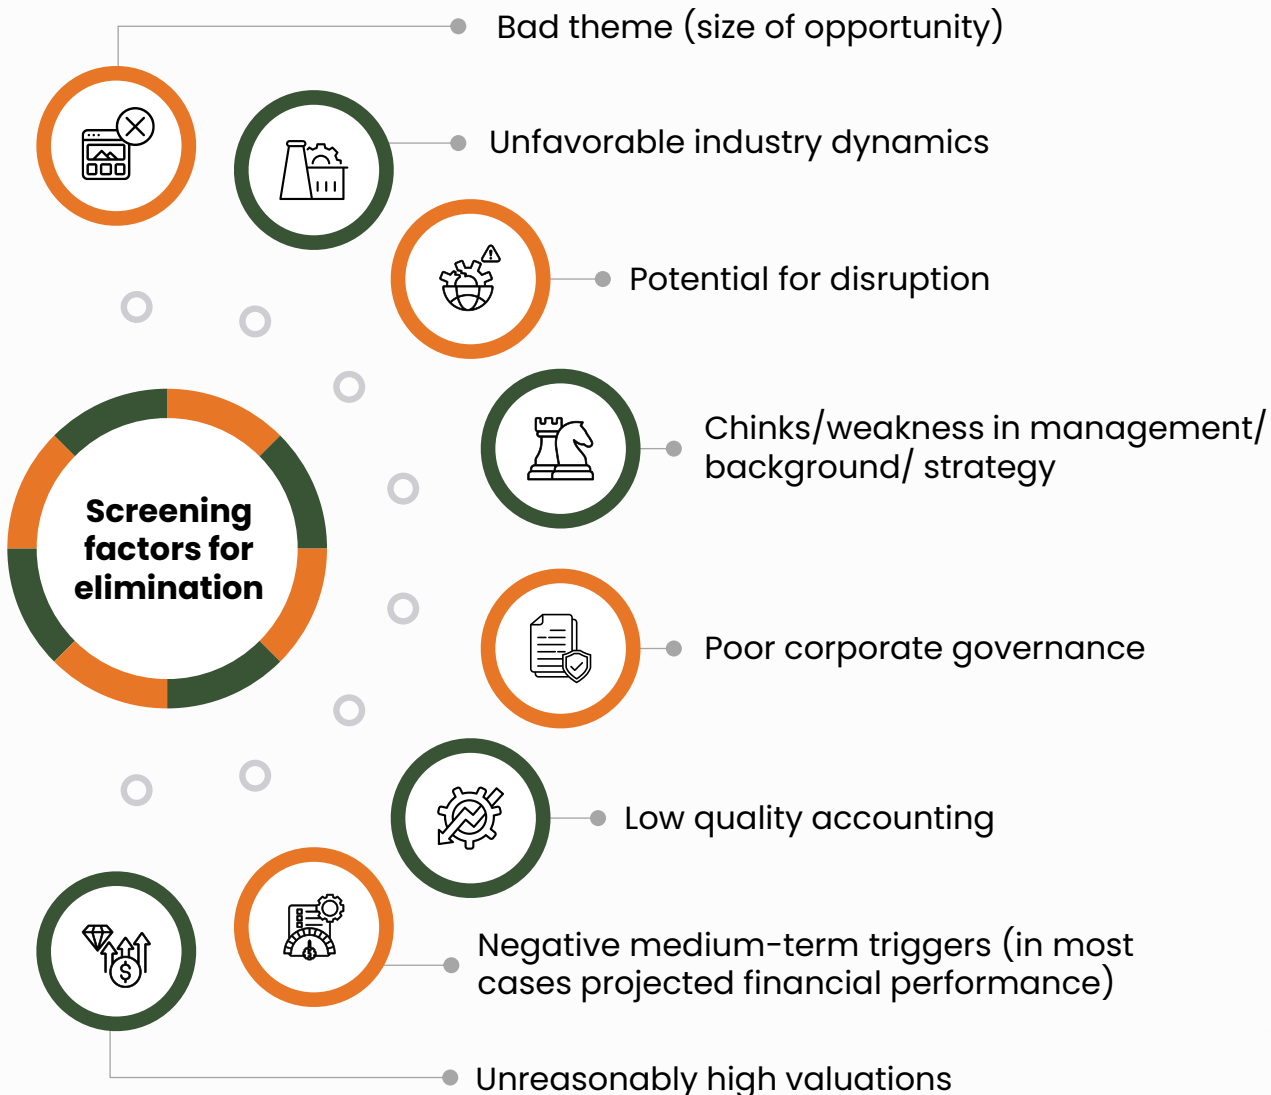 Bad theme (size of opportunity)
Unfavorable industry dynamics
Potential for disruption
Chinks/weakness in management/
background/ strategy
Screening
factors for
elimination
Poor corporate governance
Low quality accounting
Negative medium-term triggers (in most
cases projected financial performance)
Unreasonably high valuations